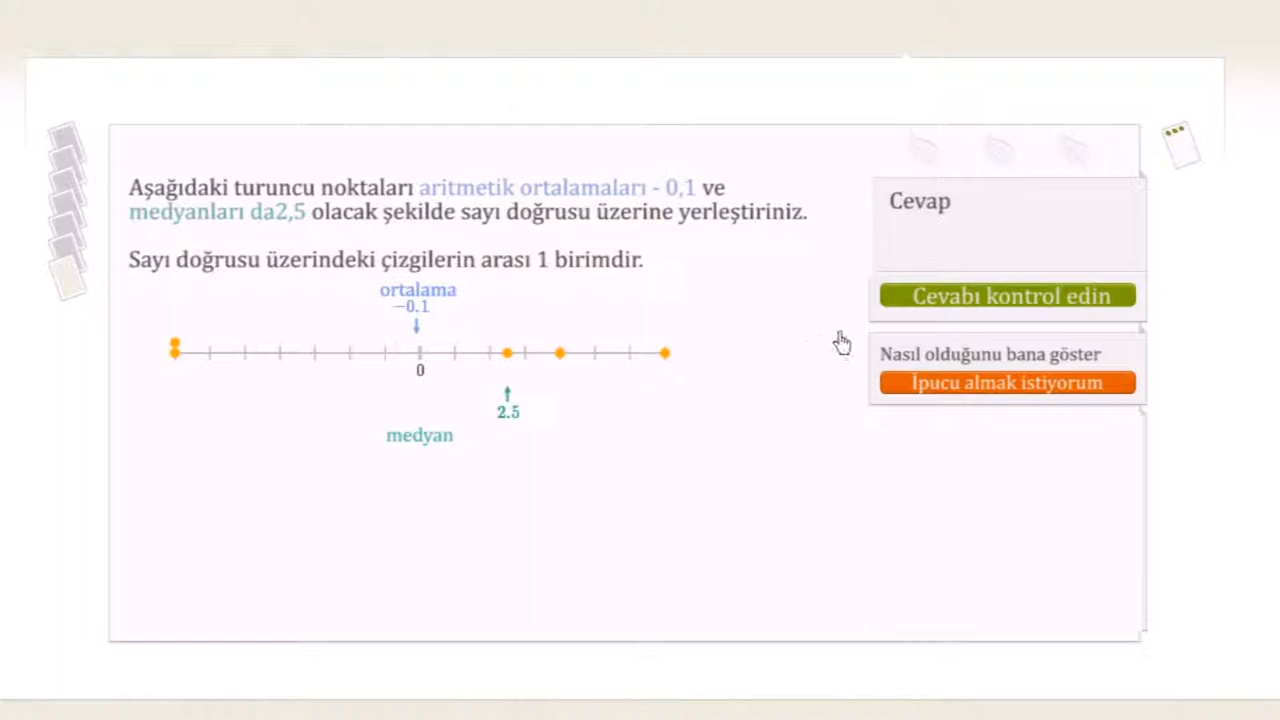 Aşağıdaki turuncu noktaları aritmetik ortalamaları - 0,1 ve
medyanları da2,5 olacak şekilde sayı doğrusu üzerine yerleştiriniz.
Sayı doğrusu üzerindeki çizgilerin arası 1 birimdir.
ortalama
−0.1
0
2.5
medyan
Cevap
Cevabı kontrol edin
Nasıl olduğunu bana göster
İpucu almak istiyorum